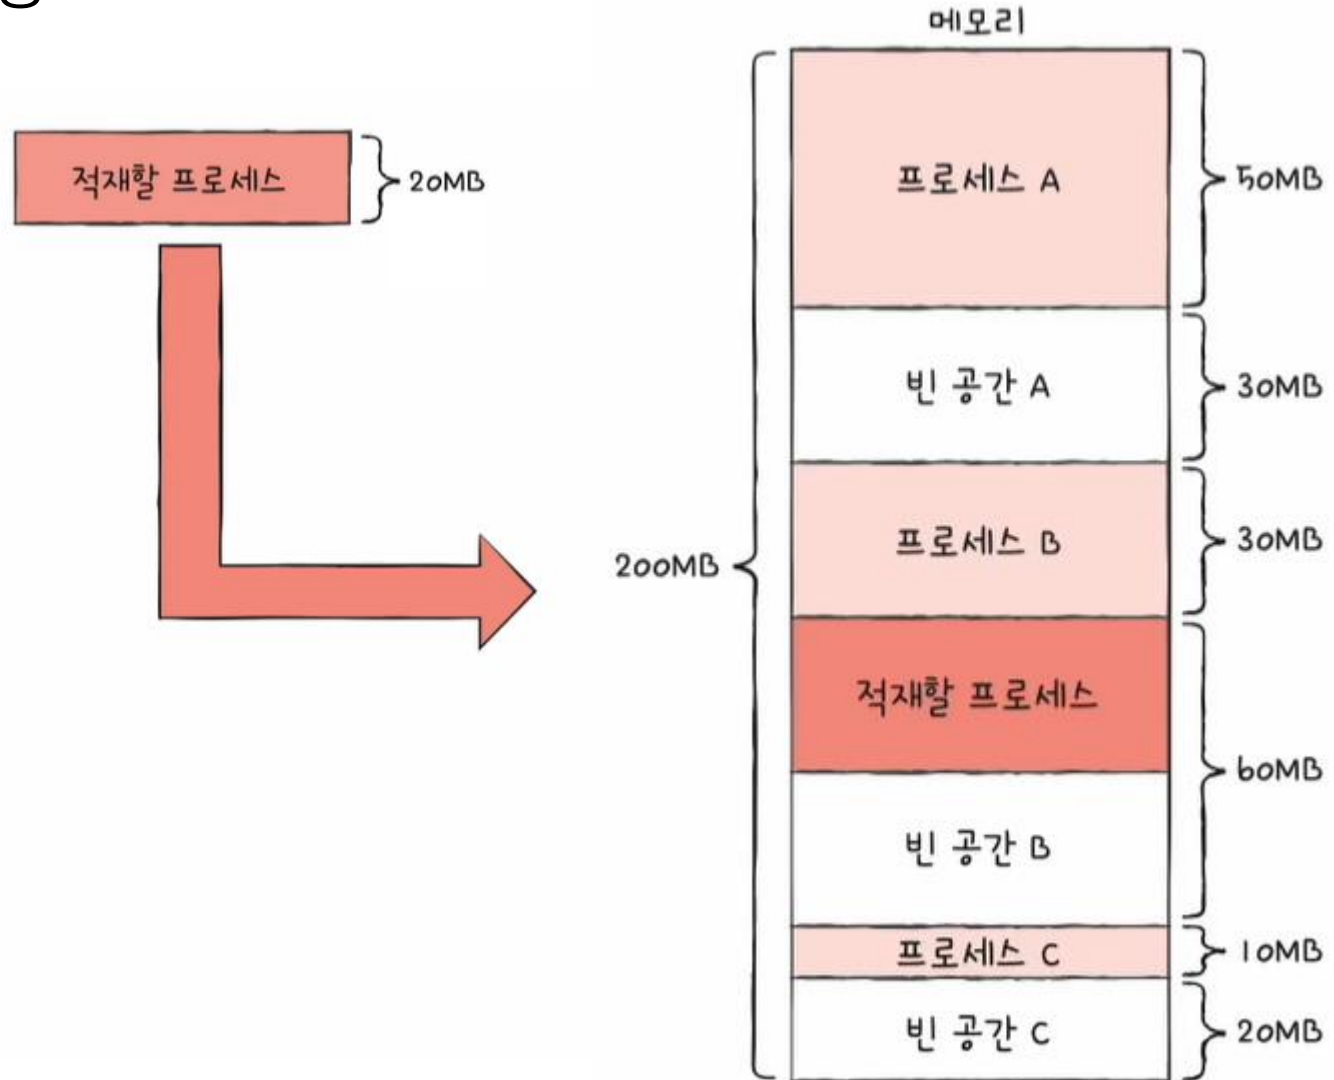 메모리
적재할 프로세스
20MB
200MB
프로세스 A
50MB
빈 공간 A
30MB
프로세스 B
30MB
적재할 프로세스
60MB
빈 공간 B
프로세스 C
10MB
빈 공간 C
20MB